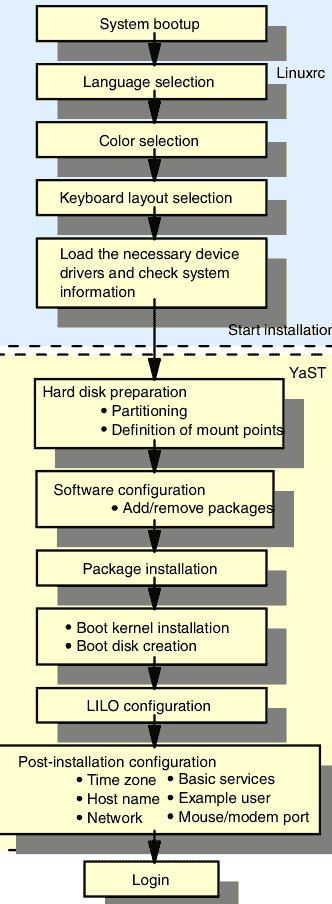 System bootup
Linuxrc
Language selection
Color selection
Keyboard layout selection
Load the necessary device
drivers and check system
information
Start installation
YaST
Hard disk preparation
• Partitioning
• Definition of mount points
Software configuration
• Add/remove packages
Package installation
• Boot kernel installation
• Boot disk creation
LILO configuration
Post-installation configuration
• Time zone • Basic services
• Host name • Example user
• Network • Mouse/modem port
Login